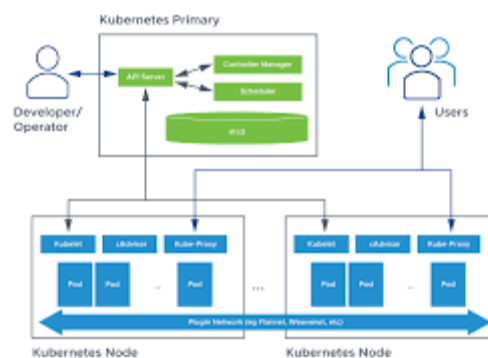 Kubernetes Primary
API Server
Controller Manager
Scheduler
etcd
Developer/
Operator
Users
Kubelet
cAdvisor
Kube-Proxy
Kubelet
cAdvisor
Kube-Proxy
Pod
Pod
...
Pod
...
Pod
Pod
...
Pod
Plugin Network (eg Flannel, Weavenet, etc)
Kubernetes Node
Kubernetes Node